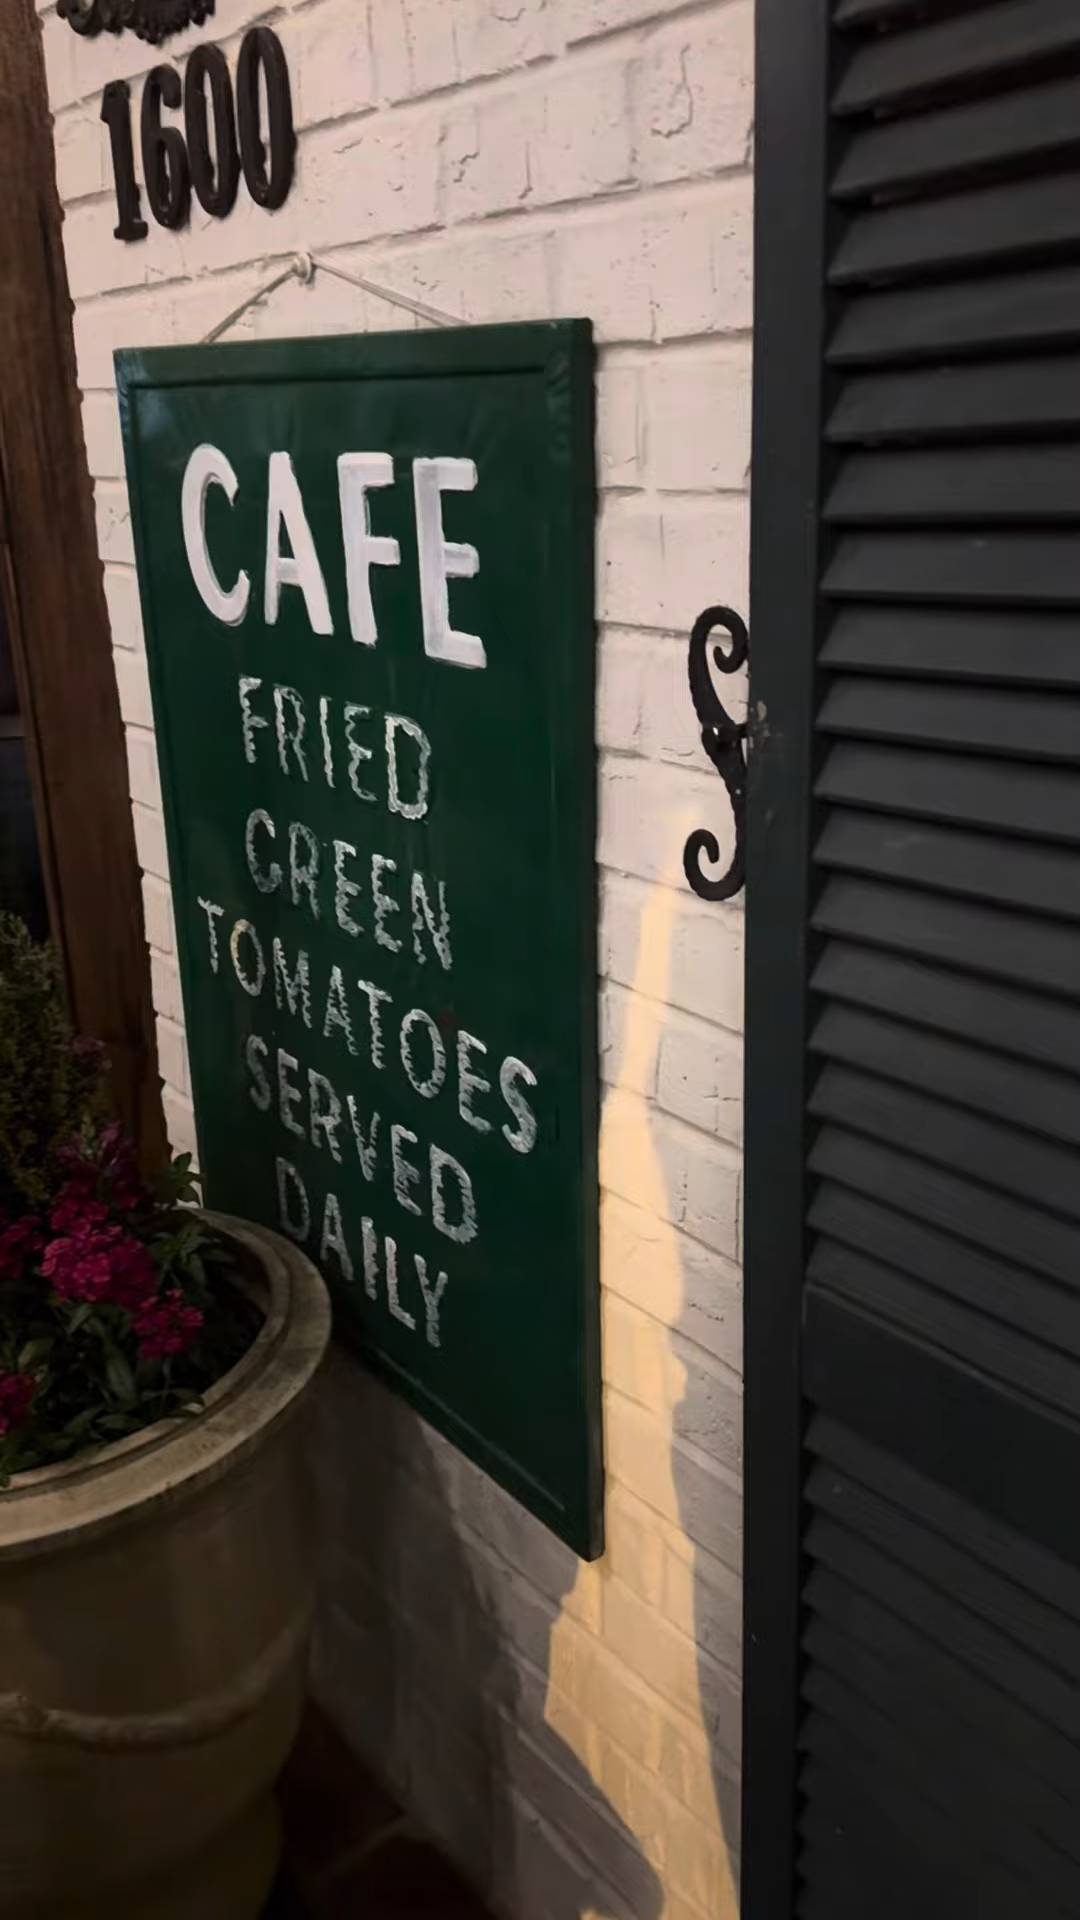 1600
CAFE
FRIED
GREEN
TOMATOES
SERVED
DAILY